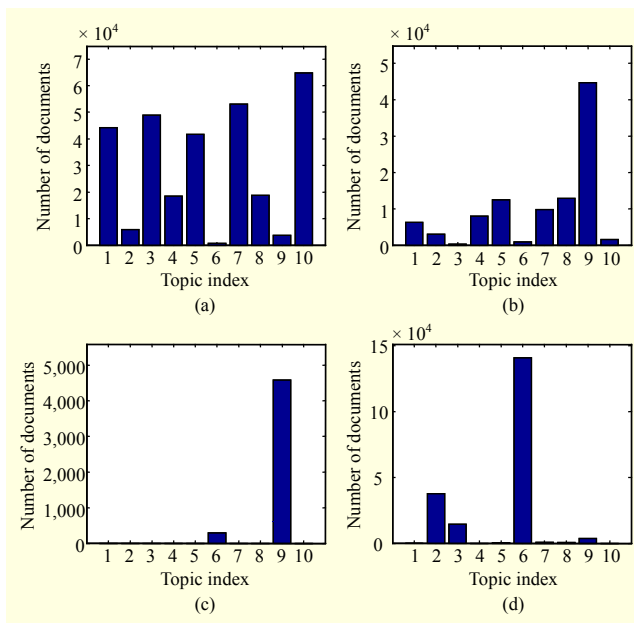 × 10⁴
7
6
5
4
3
2
1
0
Number of documents
1 2 3 4 5 6 7 8 9 10
Topic index
(a)
× 10⁴
5
4
3
2
1
0
Number of documents
1 2 3 4 5 6 7 8 9 10
Topic index
(b)
5,000
4,000
3,000
2,000
1,000
0
Number of documents
1 2 3 4 5 6 7 8 9 10
Topic index
(c)
× 10⁴
15
10
5
0
Number of documents
1 2 3 4 5 6 7 8 9 10
Topic index
(d)